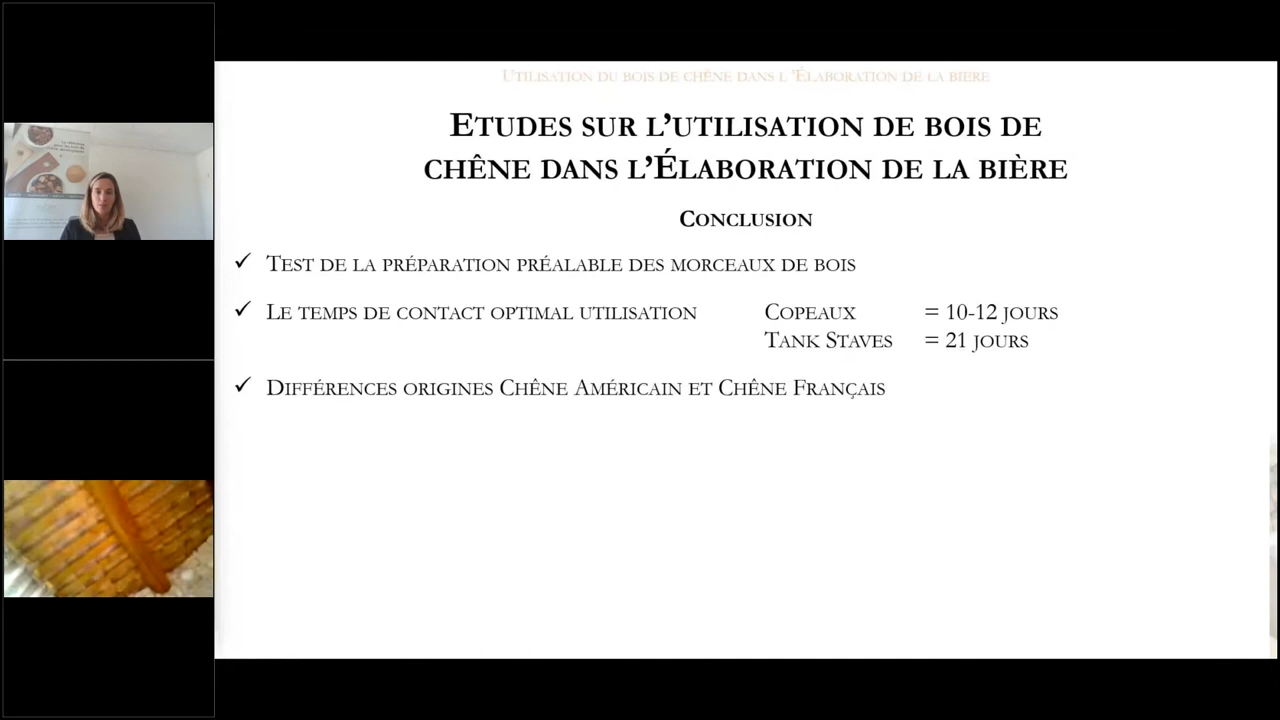 Utilisation du bois de chêne dans l'Élaboration de la bière
Etudes sur l'utilisation de bois de
chêne dans l'Élaboration de la bière
Conclusion
✓ Test de la préparation préalable des morceaux de bois
✓ Le temps de contact optimal utilisation Copeaux = 10-12 jours
Tank Staves = 21 jours
✓ Différences origines Chêne Américain et Chêne Français